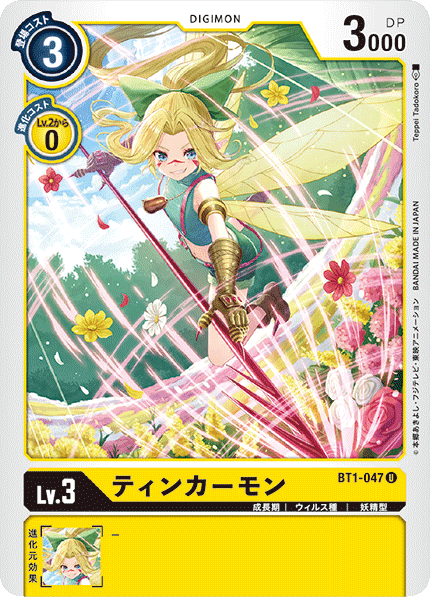 DIGIMON
登場コスト
3
DP
3000
進化コスト
Lv.2から
0
Teppei Tadokoro
©本郷あきよし・フジテレビ・東映アニメーション BANDAI MADE IN JAPAN
BT1-047 U
Lv.3
ティンカーモン
成長期 | ウィルス種 | 妖精型
進化元効果
–